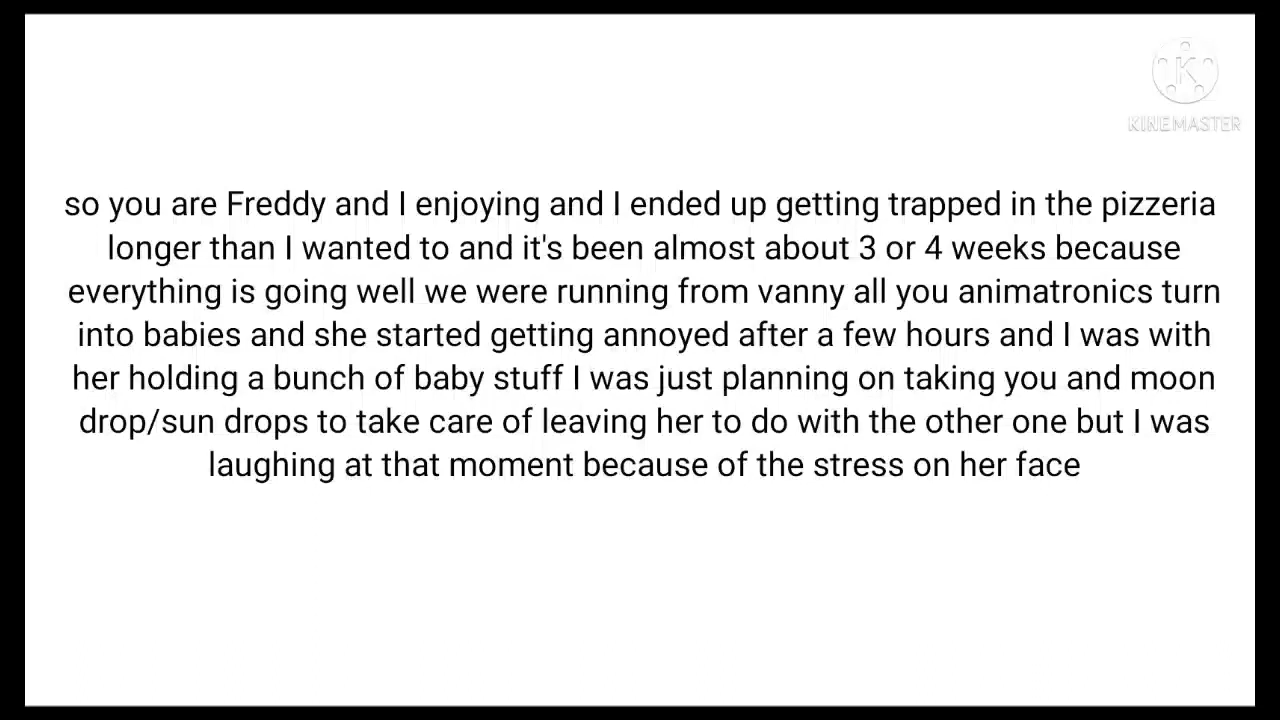 K
KINEMASTER
so you are Freddy and I enjoying and I ended up getting trapped in the pizzeria
longer than I wanted to and it's been almost about 3 or 4 weeks because
everything is going well we were running from vanny all you animatronics turn
into babies and she started getting annoyed after a few hours and I was with
her holding a bunch of baby stuff I was just planning on taking you and moon
drop/sun drops to take care of leaving her to do with the other one but I was
laughing at that moment because of the stress on her face